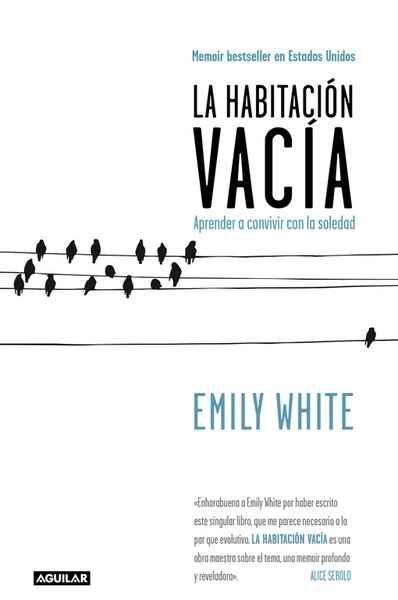 Memoir bestseller en Estados Unidos
LA HABITACIÓN
VACÍA
Aprender a convivir con la soledad
EMILY WHITE
«Enhorabuena a Emily White por haber escrito
este singular libro, que me parece necesario a la
par que evolutivo. LA HABITACIÓN VACÍA es una
obra maestra sobre el tema, una memoir profunda
y reveladora». ALICE SEBOLD
AGUILAR